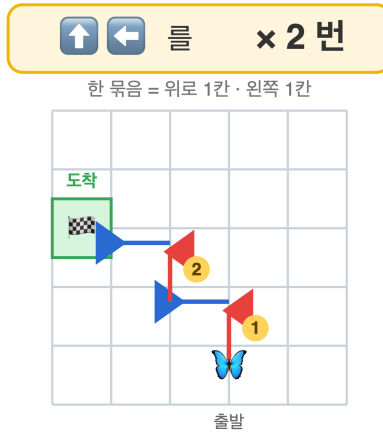 ⬆️ ⬅️ 를 × 2 번
한 묶음 = 위로 1칸 · 왼쪽 1칸
도착
2
1
출발